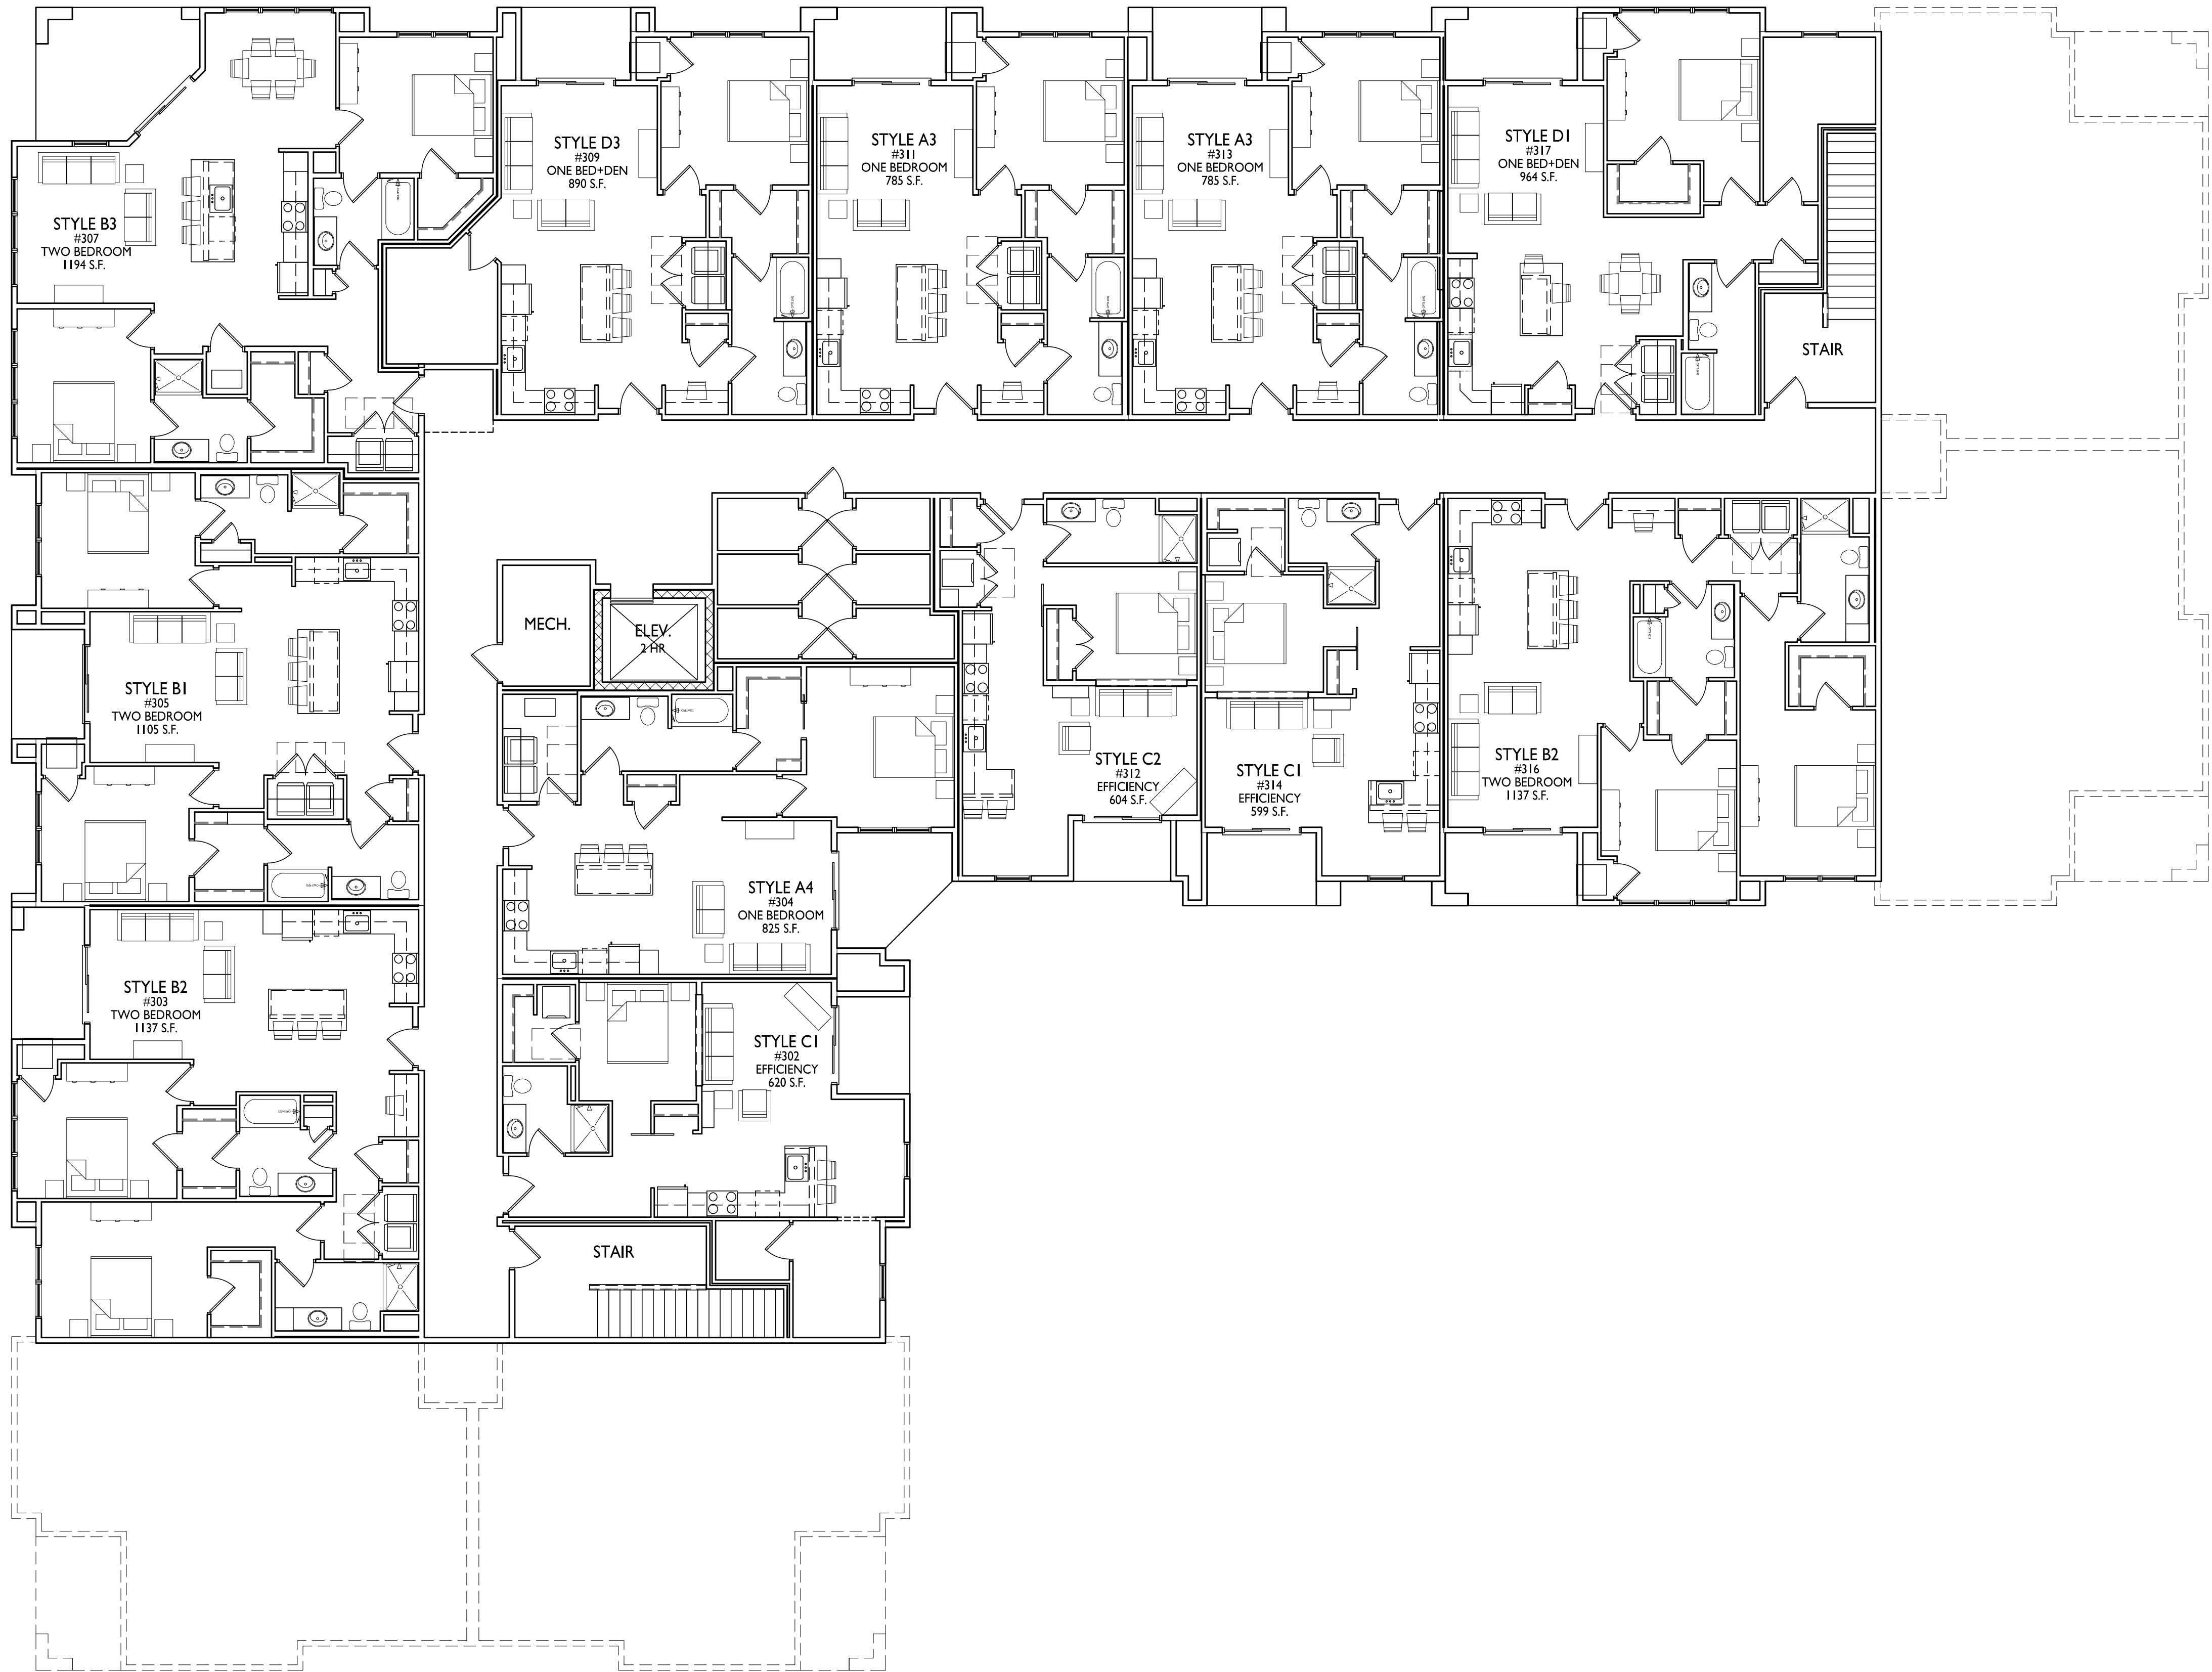 STYLE D3
#309
ONE BED+DEN
890 S.F.
STYLE A3
#311
ONE BEDROOM
785 S.F.
STYLE A3
#313
ONE BEDROOM
785 S.F.
STYLE D1
#317
ONE BED+DEN
964 S.F.
STYLE B3
#307
TWO BEDROOM
1194 S.F.
STAIR
MECH.
ELEV.
2 HR
STYLE B1
#305
TWO BEDROOM
1105 S.F.
STYLE C2
#312
EFFICIENCY
604 S.F.
STYLE C1
#314
EFFICIENCY
599 S.F.
STYLE B2
#316
TWO BEDROOM
1137 S.F.
STYLE A4
#304
ONE BEDROOM
825 S.F.
STYLE B2
#303
TWO BEDROOM
1137 S.F.
STYLE C1
#302
EFFICIENCY
620 S.F.
STAIR